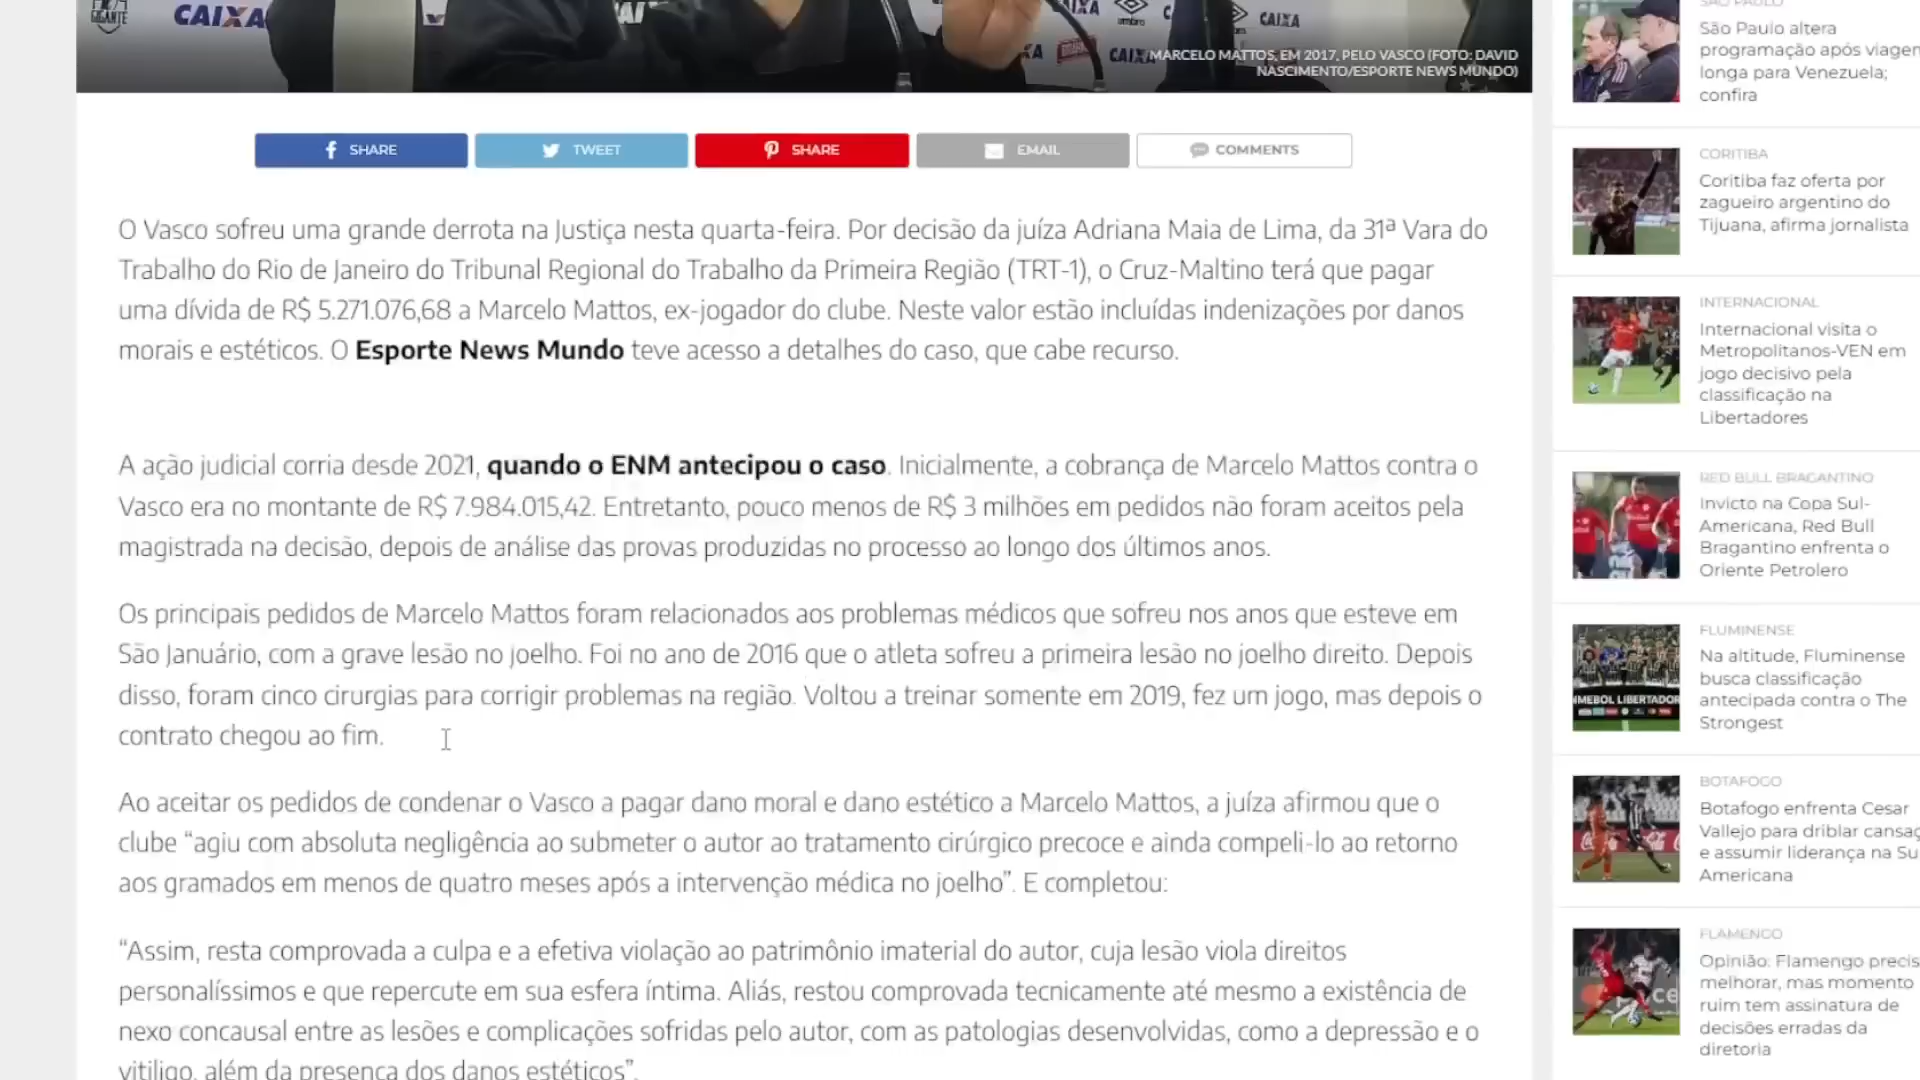 GIGANTE
CAIXA
CAIXA
umbro
CAIXA
CAIXA
MARCELO MATTOS, EM 2017, PELO VASCO (FOTO: DAVID
NASCIMENTO/ESPORTE NEWS MUNDO)
SHARE
TWEET
SHARE
EMAIL
COMMENTS
O Vasco sofreu uma grande derrota na Justiça nesta quarta-feira. Por decisão da juíza Adriana Maia de Lima, da 31ª Vara do
Trabalho do Rio de Janeiro do Tribunal Regional do Trabalho da Primeira Região (TRT-1), o Cruz-Maltino terá que pagar
uma dívida de R$ 5.271.076,68 a Marcelo Mattos, ex-jogador do clube. Neste valor estão incluídas indenizações por danos
morais e estéticos. O Esporte News Mundo teve acesso a detalhes do caso, que cabe recurso.
A ação judicial corria desde 2021, quando o ENM antecipou o caso. Inicialmente, a cobrança de Marcelo Mattos contra o
Vasco era no montante de R$ 7.984.015,42. Entretanto, pouco menos de R$ 3 milhões em pedidos não foram aceitos pela
magistrada na decisão, depois de análise das provas produzidas no processo ao longo dos últimos anos.
Os principais pedidos de Marcelo Mattos foram relacionados aos problemas médicos que sofreu nos anos que esteve em
São Januário, com a grave lesão no joelho. Foi no ano de 2016 que o atleta sofreu a primeira lesão no joelho direito. Depois
disso, foram cinco cirurgias para corrigir problemas na região. Voltou a treinar somente em 2019, fez um jogo, mas depois o
contrato chegou ao fim.
Ao aceitar os pedidos de condenar o Vasco a pagar dano moral e dano estético a Marcelo Mattos, a juíza afirmou que o
clube “agiu com absoluta negligência ao submeter o autor ao tratamento cirúrgico precoce e ainda compeli-lo ao retorno
aos gramados em menos de quatro meses após a intervenção médica no joelho”. E completou:
“Assim, resta comprovada a culpa e a efetiva violação ao patrimônio imaterial do autor, cuja lesão viola direitos
personalíssimos e que repercute em sua esfera íntima. Aliás, restou comprovada tecnicamente até mesmo a existência de
nexo concausal entre as lesões e complicações sofridas pelo autor, com as patologias desenvolvidas, como a depressão e o
vitiligo, além da presença dos danos estéticos”.
SÃO PAULO
São Paulo altera
programação após viagem
longa para Venezuela;
confira
CORITIBA
Coritiba faz oferta por
zagueiro argentino do
Tijuana, afirma jornalista
INTERNACIONAL
Internacional visita o
Metropolitanos-VEN em
jogo decisivo pela
classificação na
Libertadores
RED BULL BRAGANTINO
Invicto na Copa Sul-
Americana, Red Bull
Bragantino enfrenta o
Oriente Petrolero
FLUMINENSE
Na altitude, Fluminense
busca classificação
antecipada contra o The
Strongest
BOTAFOGO
Botafogo enfrenta Cesar
Vallejo para driblar cansaç
e assumir liderança na Su
Americana
FLAMENGO
Opinião: Flamengo precis
melhorar, mas momento
ruim tem assinatura de
decisões erradas da
diretoria